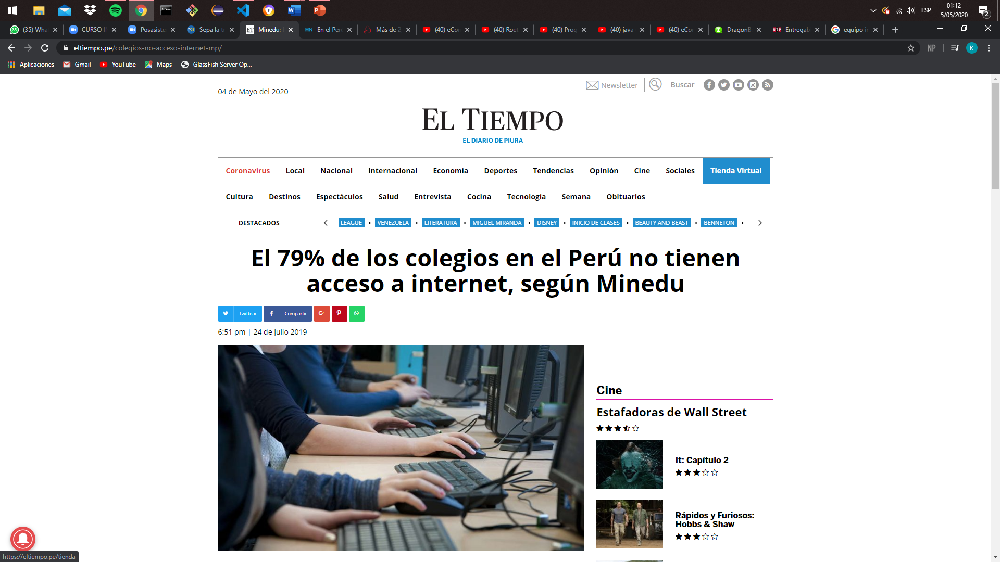 ESP
01:12
5/05/2020
2
(35) Wha
CURSO I
Posasiste
Sepa la t
Minedu:
En el Per
Más de 2
(40) eCor
(40) Roet
(40) Prog
(40) java
(40) eCor
DragonB
Entregab
equipo i
eltiempo.pe/colegios-no-acceso-internet-mp/
NP
K
Aplicaciones
Gmail
YouTube
Maps
GlassFish Server Op...
Newsletter
Buscar
04 de Mayo del 2020
EL TIEMPO
EL DIARIO DE PIURA
Coronavirus Local Nacional Internacional Economía Deportes Tendencias Opinión Cine Sociales Tienda Virtual
Cultura Destinos Espectáculos Salud Entrevista Cocina Tecnología Semana Obituarios
DESTACADOS LEAGUE • VENEZUELA • LITERATURA • MIGUEL MIRANDA • DISNEY • INICIO DE CLASES • BEAUTY AND BEAST • BENNETON •
El 79% de los colegios en el Perú no tienen
acceso a internet, según Minedu
Twittear Compartir
6:51 pm | 24 de julio 2019
Cine
Estafadoras de Wall Street
It: Capítulo 2
Rápidos y Furiosos:
Hobbs & Shaw
https://eltiempo.pe/tienda